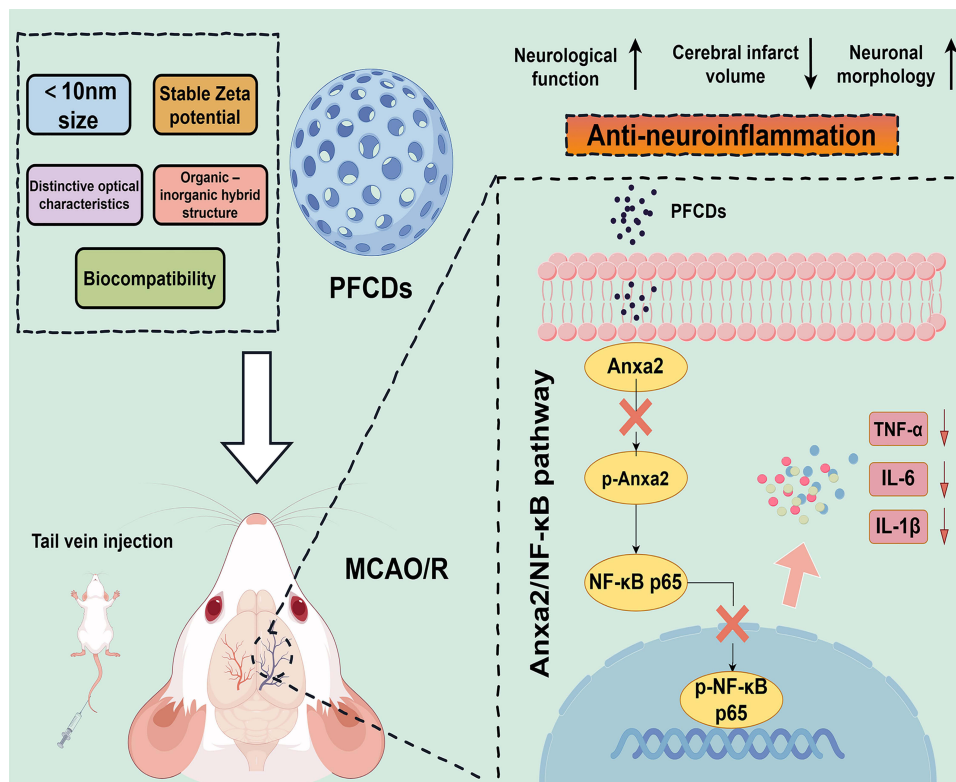 < 10nm
size
Stable Zeta
potential
Distinctive optical
characteristics
Organic –
inorganic hybrid
structure
Biocompatibility
PFCDs
Tail vein injection
MCAO/R
Neurological
function
Cerebral infarct
volume
Neuronal
morphology
Anti-neuroinflammation
PFCDs
Anxa2/NF-κB pathway
Anxa2
p-Anxa2
NF-κB p65
p-NF-κB
p65
TNF-α
IL-6
IL-1β